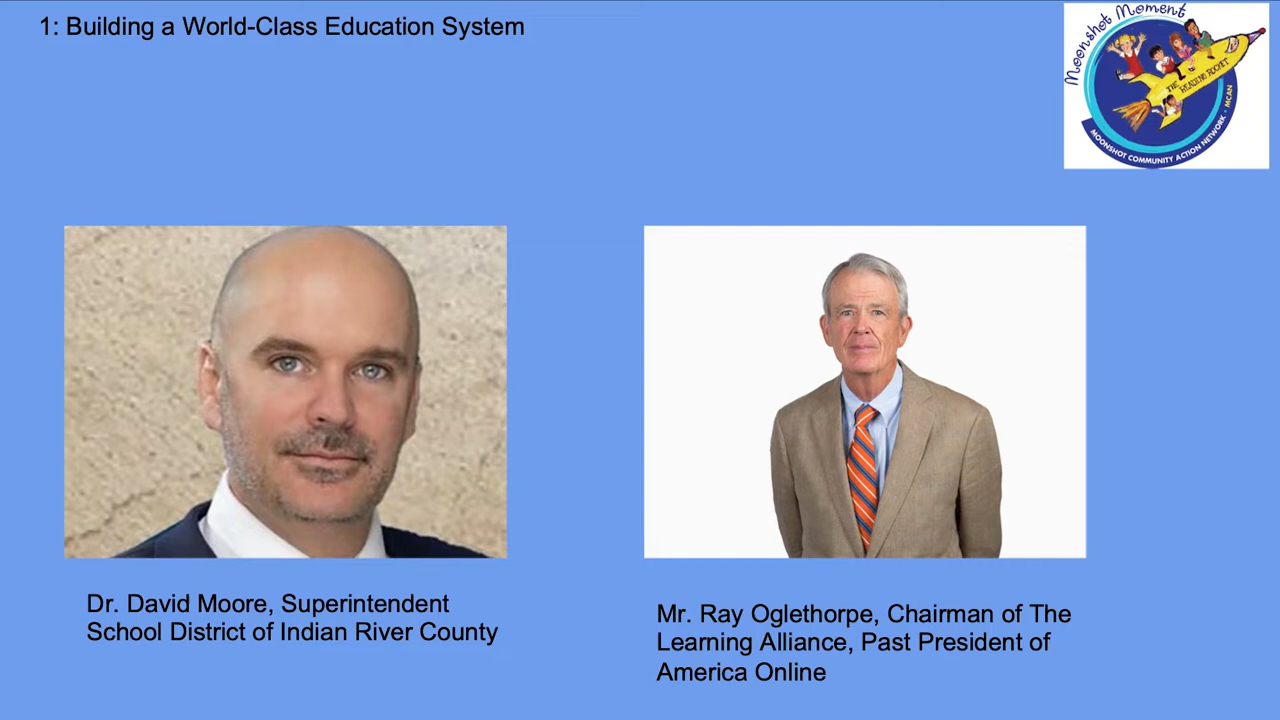 1: Building a World-Class Education System
Moonshot Moment
THE READING ROCKET
MOONSHOT COMMUNITY ACTION NETWORK • MCAN
Dr. David Moore, Superintendent
School District of Indian River County
Mr. Ray Oglethorpe, Chairman of The
Learning Alliance, Past President of
America Online